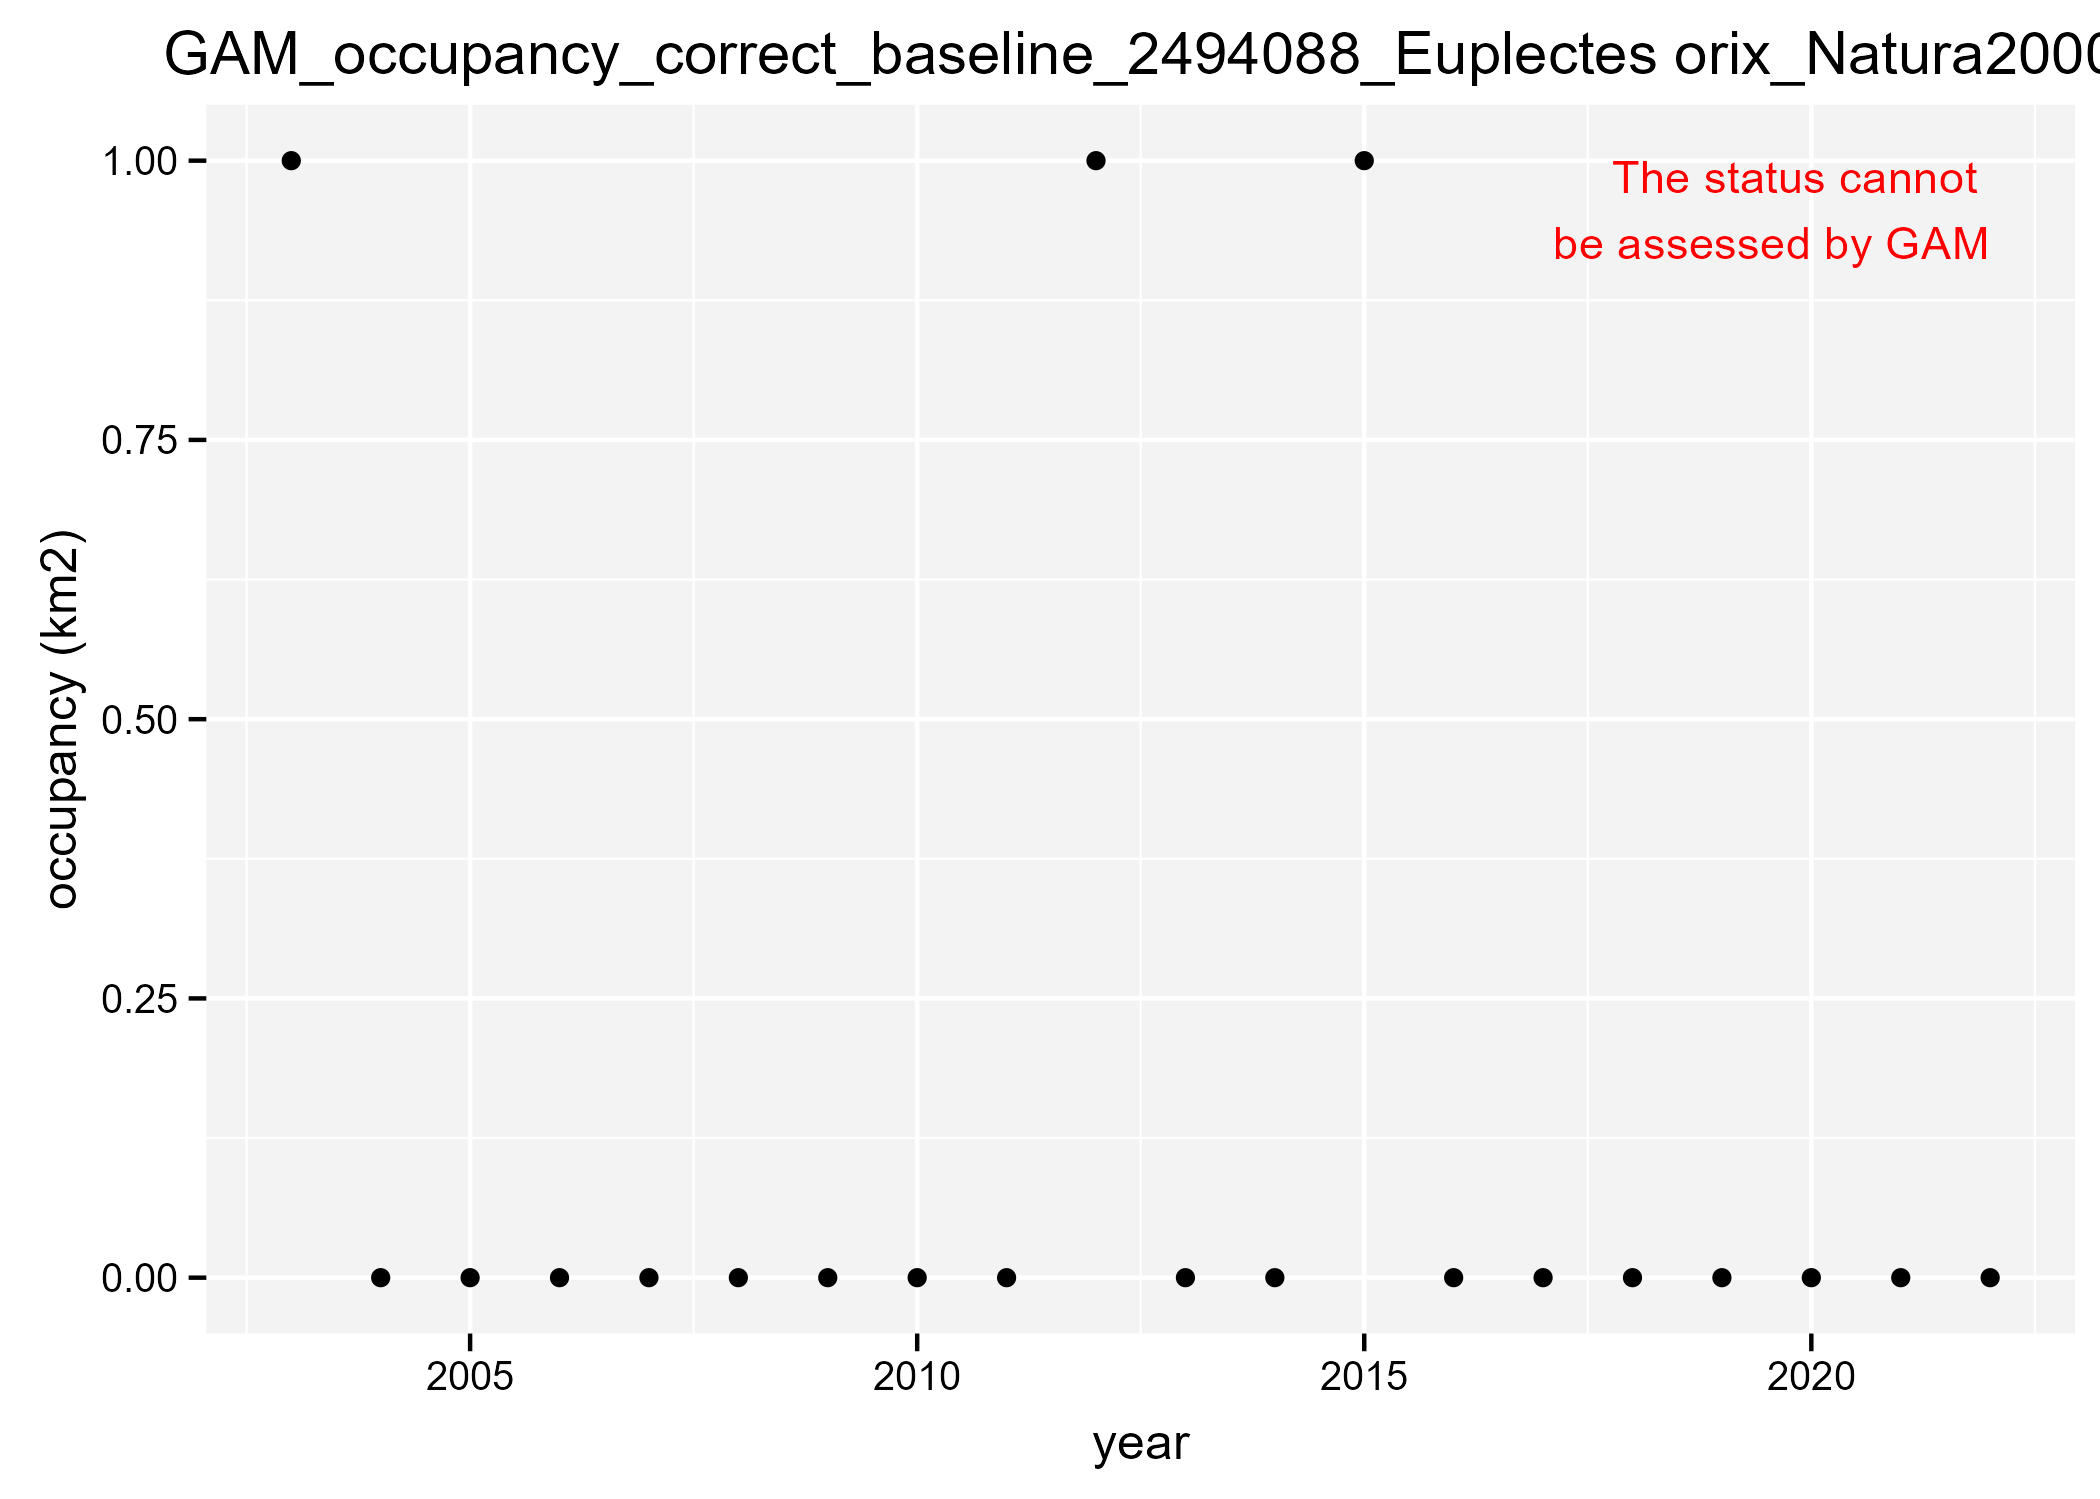 GAM_occupancy_correct_baseline_2494088_Euplectes orix_Natura2000
The status cannot
be assessed by GAM
occupancy (km2)
1.00
0.75
0.50
0.25
0.00
2005 2010 2015 2020
year